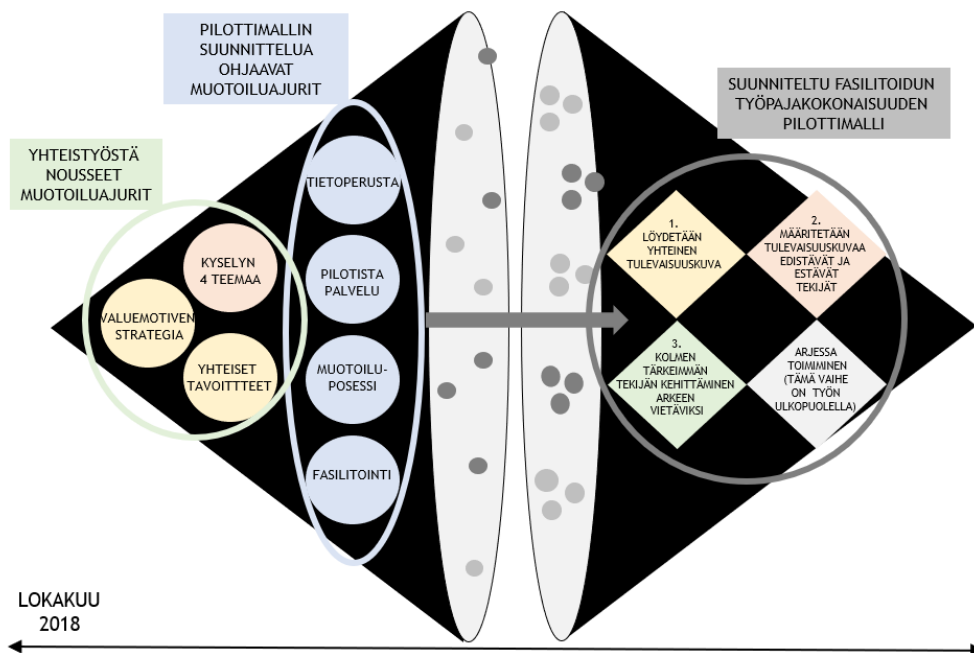 PILOTTIMALLIN
SUUNNITTELUA
OHJAAVAT
MUOTOILUAJURIT
SUUNNITELTU FASILITOIDUN
TYÖPAJAKOKONAISUUDEN
PILOTTIMALLI
YHTEISTYÖSTÄ
NOUSSEET
MUOTOILUAJURIT
KYSELYN
4 TEEMAA
VALUEMOTIVEN
STRATEGIA
YHTEISET
TAVOITTTEET
TIETOPERUSTA
PILOTISTA
PALVELU
MUOTOILU-
POSESSI
FASILITOINTI
1.
LÖYDETÄÄN
YHTEINEN
TULEVAISUUSKUVA
2.
MÄÄRITETÄÄN
TULEVAISUUSKUVAA
EDISTÄVÄT JA
ESTÄVÄT
TEKIJÄT
3.
KOLMEN
TÄRKEIMMÄN
TEKIJÄN KEHITTÄMINEN
ARKEEN
VIETÄVIKSI
ARJESSA
TOIMIMINEN
(TÄMÄ VAIHE
ON TYÖN
ULKOPUOLELLA)
LOKAKUU
2018